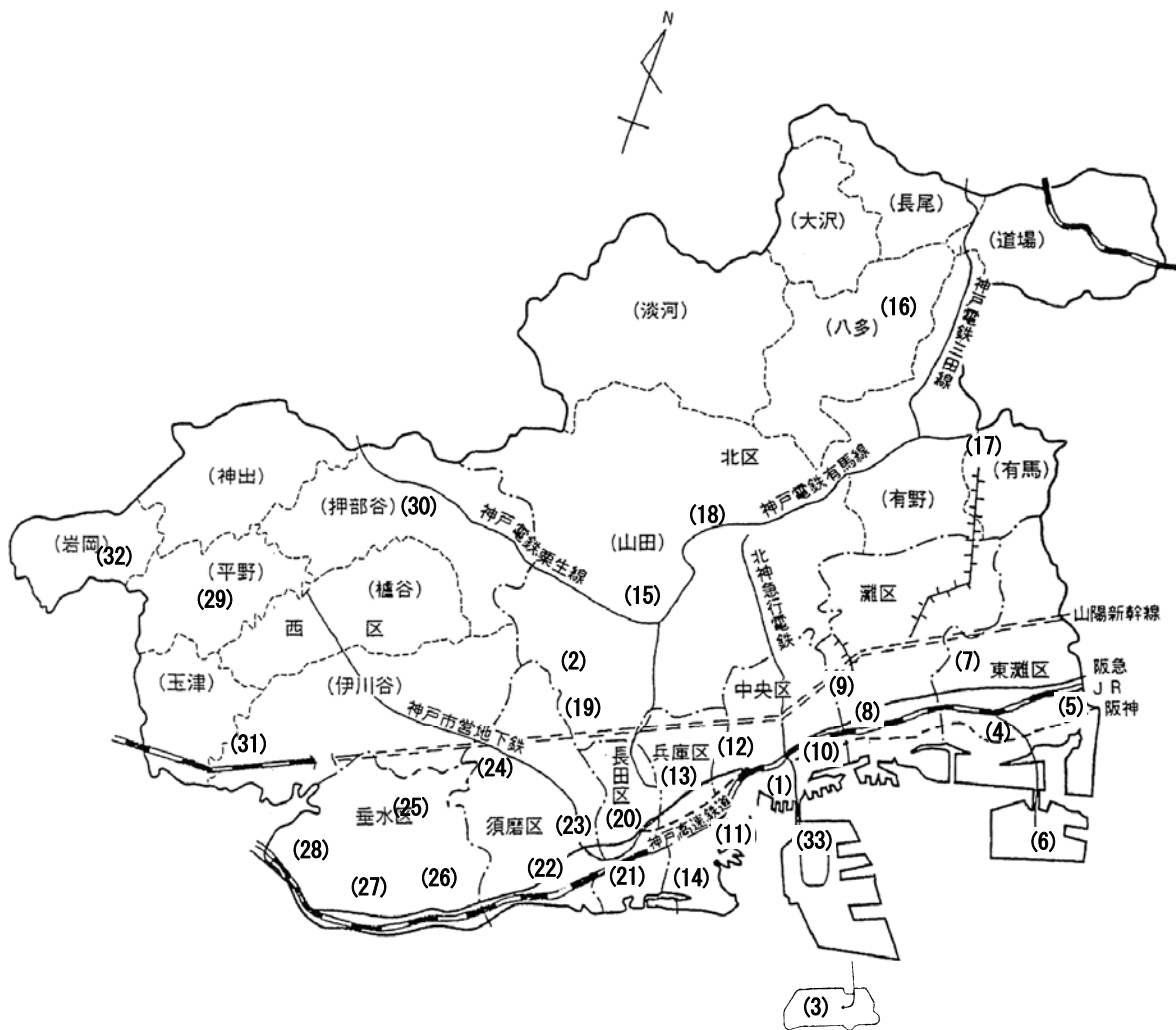 N
(大沢)
(長尾)
(道場)
(淡河)
(八多)
(16)
神戸電鉄三田線
北区
神戸電鉄有馬線
(17)
(有馬)
(有野)
(神出)
(押部谷)
(30)
神戸電鉄粟生線
(18)
(山田)
(岩岡)
(32)
(平野)
(29)
(櫨谷)
(15)
北神急行電鉄
灘区
山陽新幹線
西区
(2)
(7)
東灘区
阪急
JR
阪神
(玉津)
(伊川谷)
神戸市営地下鉄
(19)
中央区
(9)
(8)
(4)
(5)
(31)
(24)
長田区
兵庫区
(12)
(10)
(13)
(1)
(25)
垂水区
須磨区
(23)
(20)
神戸高速鉄道
(11)
(33)
(6)
(28)
(27)
(26)
(22)
(21)
(14)
(3)